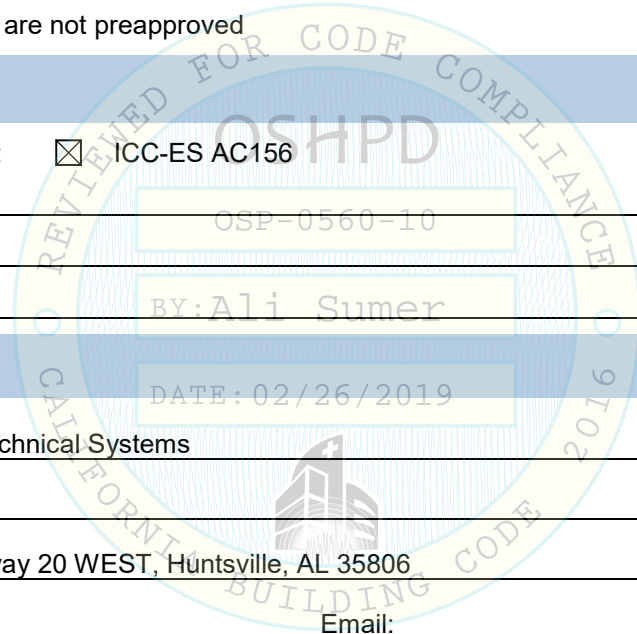 are not preapproved
REVIEWED FOR CODE COMPLIANCE
OSHPD
ICC-ES AC156
OSP-0560-10
BY: Ali Sumer
DATE: 02/26/2019
chnical Systems
way 20 WEST, Huntsville, AL 35806
CALIFORNIA BUILDING CODE 2016
Email: